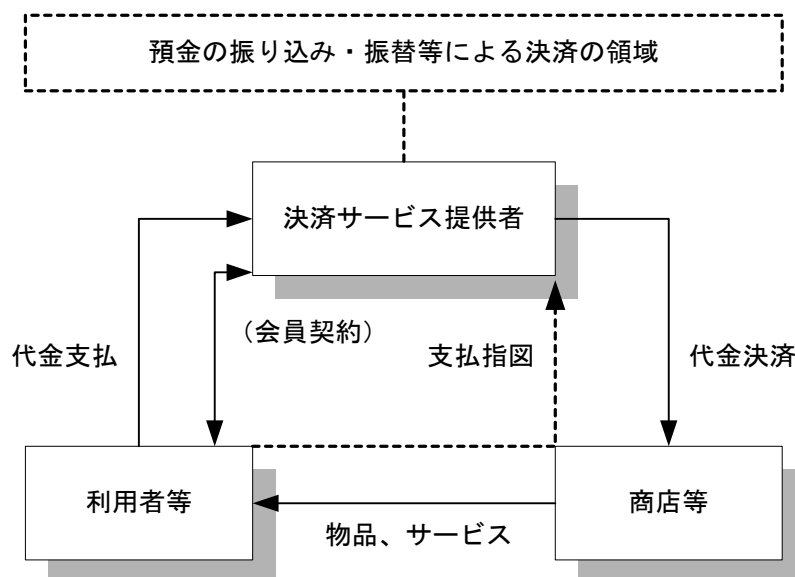 預金の振り込み・振替等による決済の領域
決済サービス提供者
（会員契約）
代金支払
支払指図
代金決済
利用者等
商店等
物品、サービス